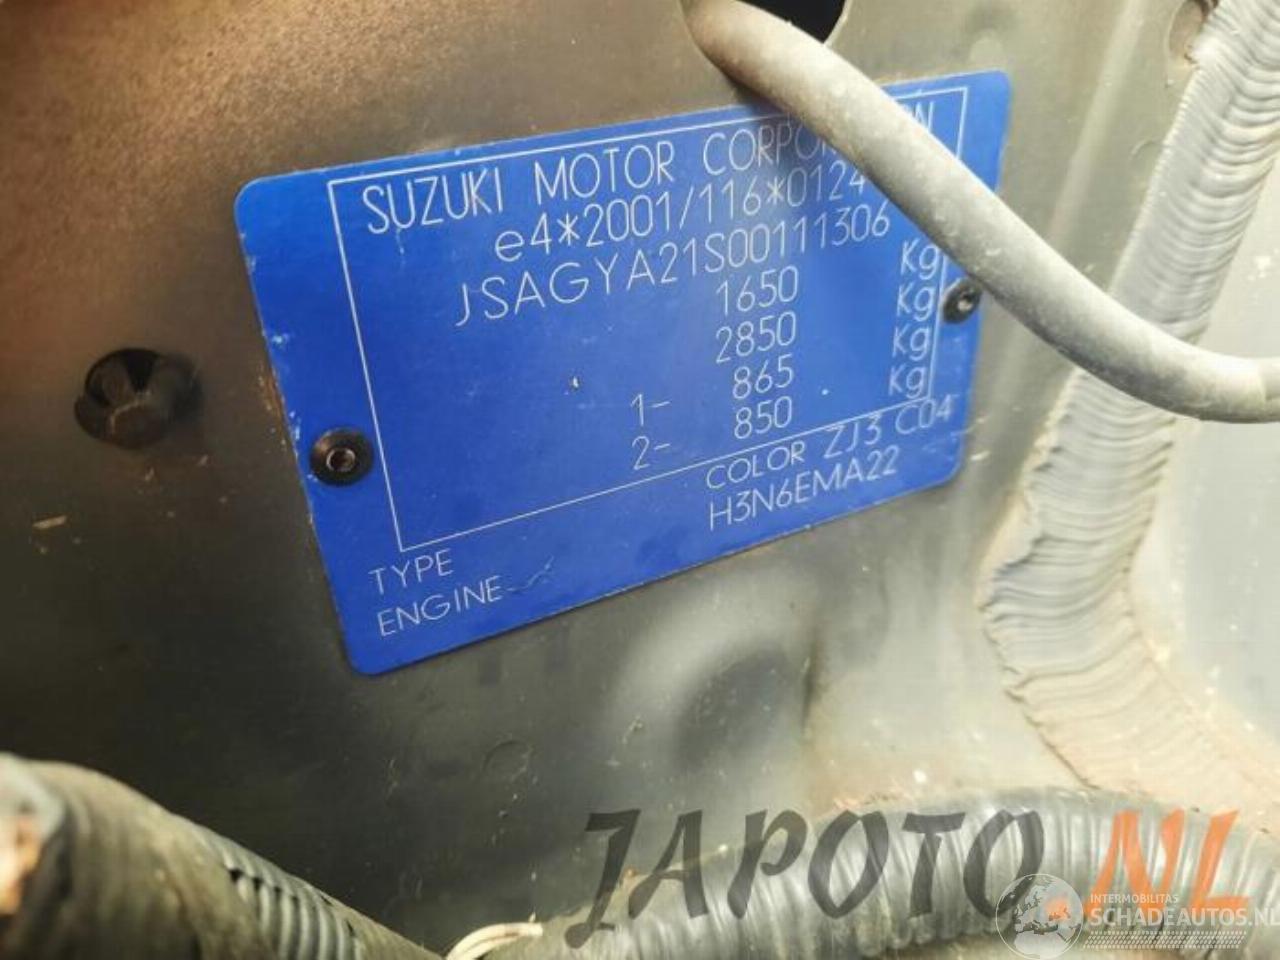 SUZUKI MOTOR
e4*2001/116*0124
JSAGYA21S00111306
1650 Kg
2850 Kg
1- 865 Kg
2- 850 Kg
COLOR ZJ3 C04
TYPE H3N6EMA22
ENGINE
JAPOTO.NL
INTERMOBILITAS
SCHADEAUTOS.NL